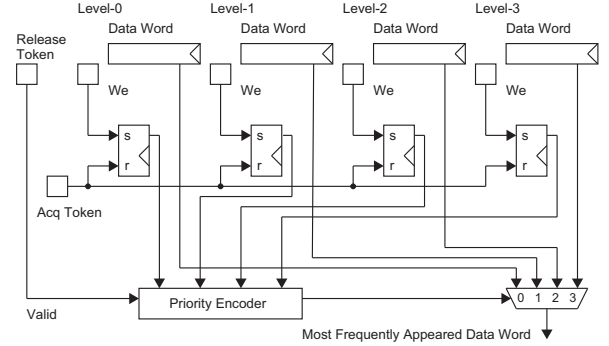 Level-0 Level-1 Level-2 Level-3
Data Word Data Word Data Word Data Word
Release
Token
We We We We
s s s s
r r r r
Acq Token
Priority Encoder
0 1 2 3
Valid
Most Frequently Appeared Data Word